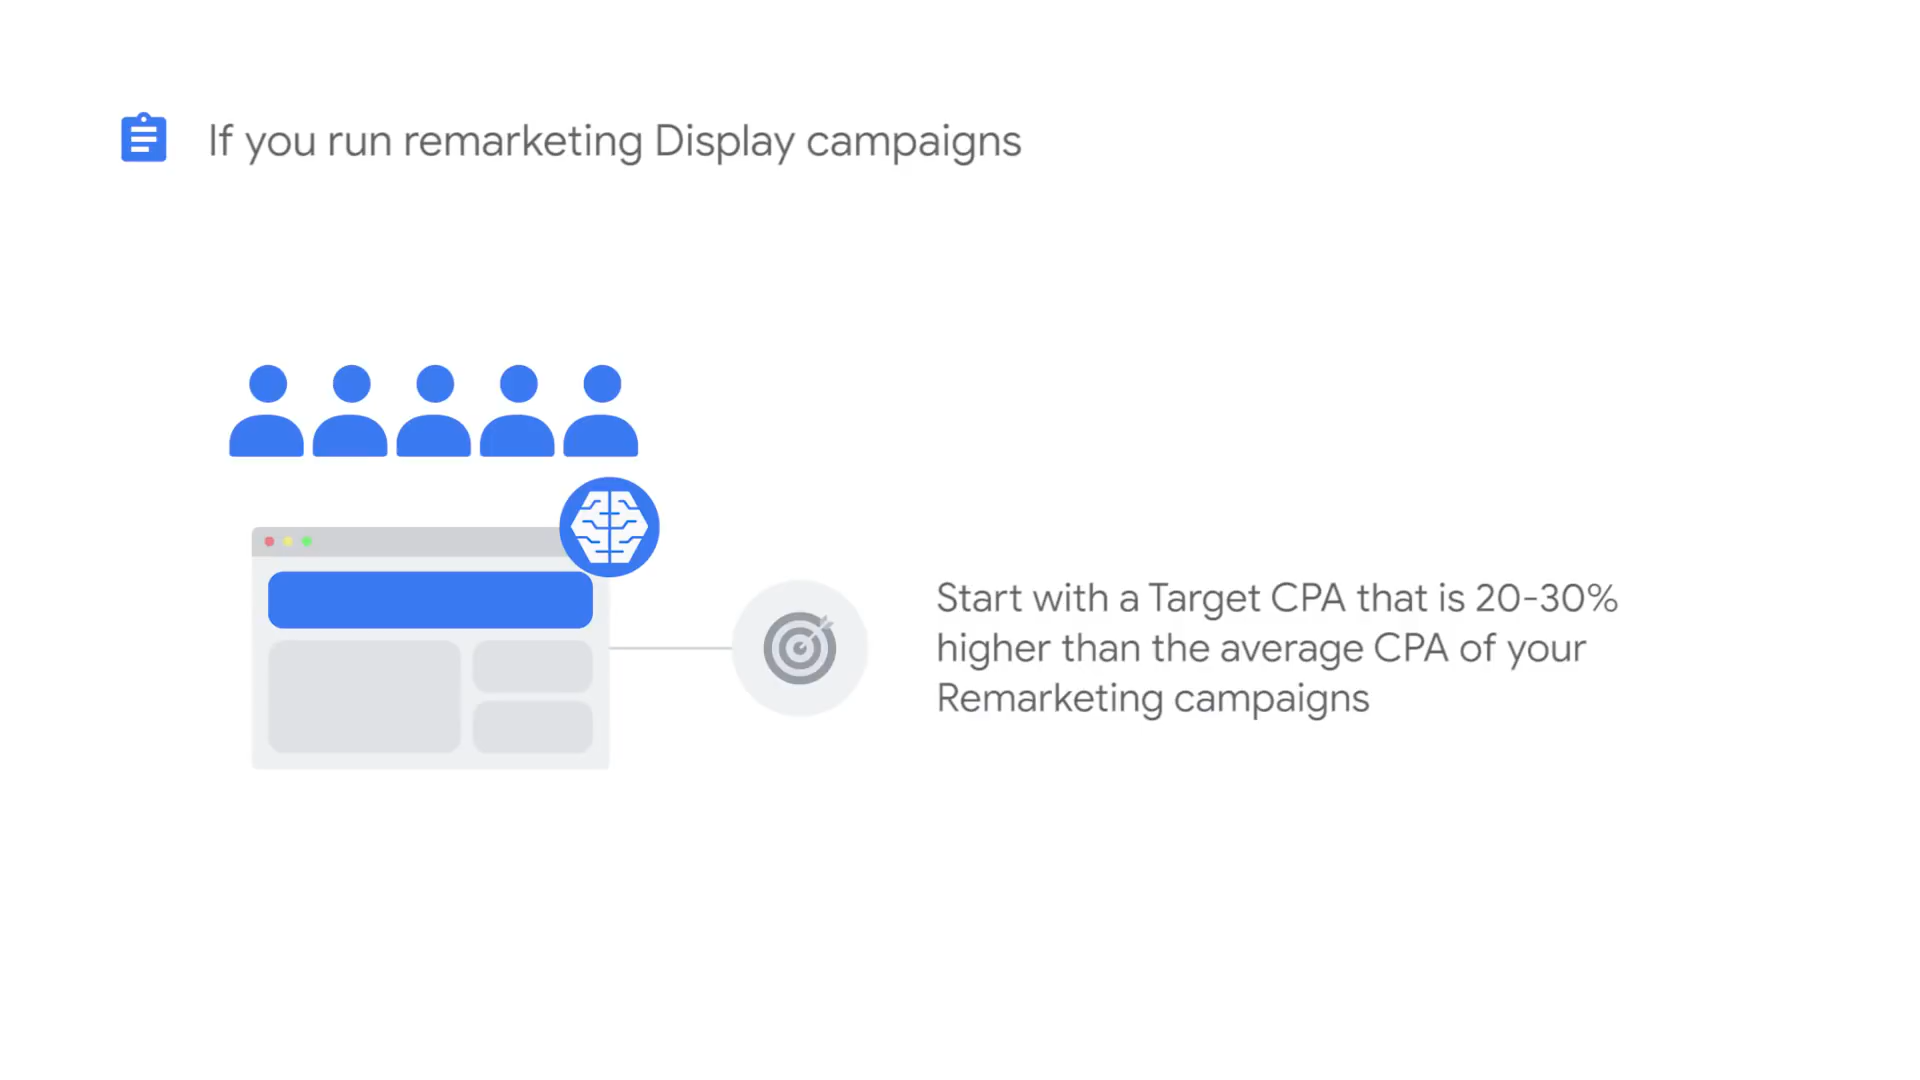 If you run remarketing Display campaigns
Start with a Target CPA that is 20-30%
higher than the average CPA of your
Remarketing campaigns